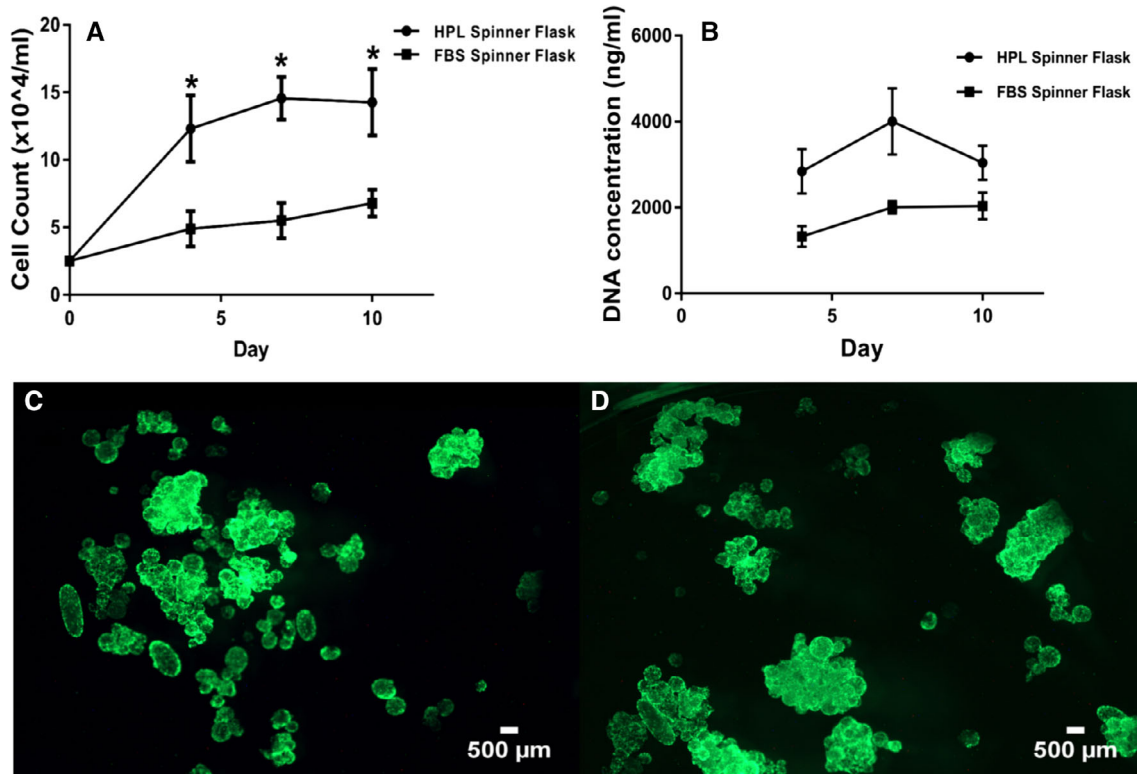 A
Cell Count (x10^4/ml)
20
15
10
5
0
0
5
10
Day
* * *
HPL Spinner Flask
FBS Spinner Flask
B
DNA concentration (ng/ml)
6000
4000
2000
0
0
5
10
Day
HPL Spinner Flask
FBS Spinner Flask
C
500 µm
D
500 µm